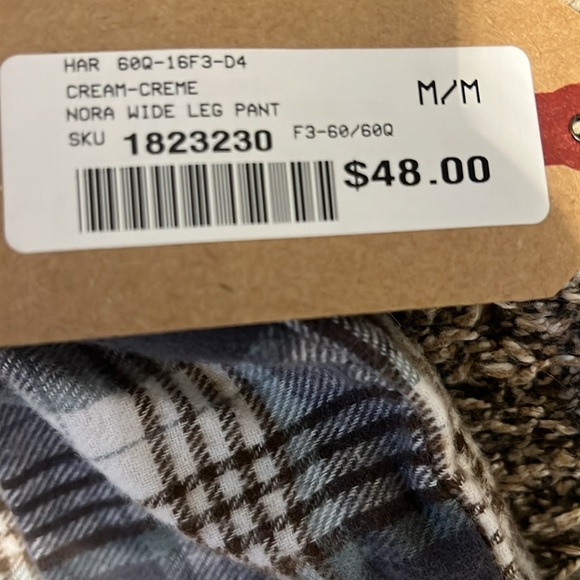 HAR 60Q-16F3-D4
CREAM-CREME M/M
NORA WIDE LEG PANT
SKU 1823230 F3-60/60Q
$48.00